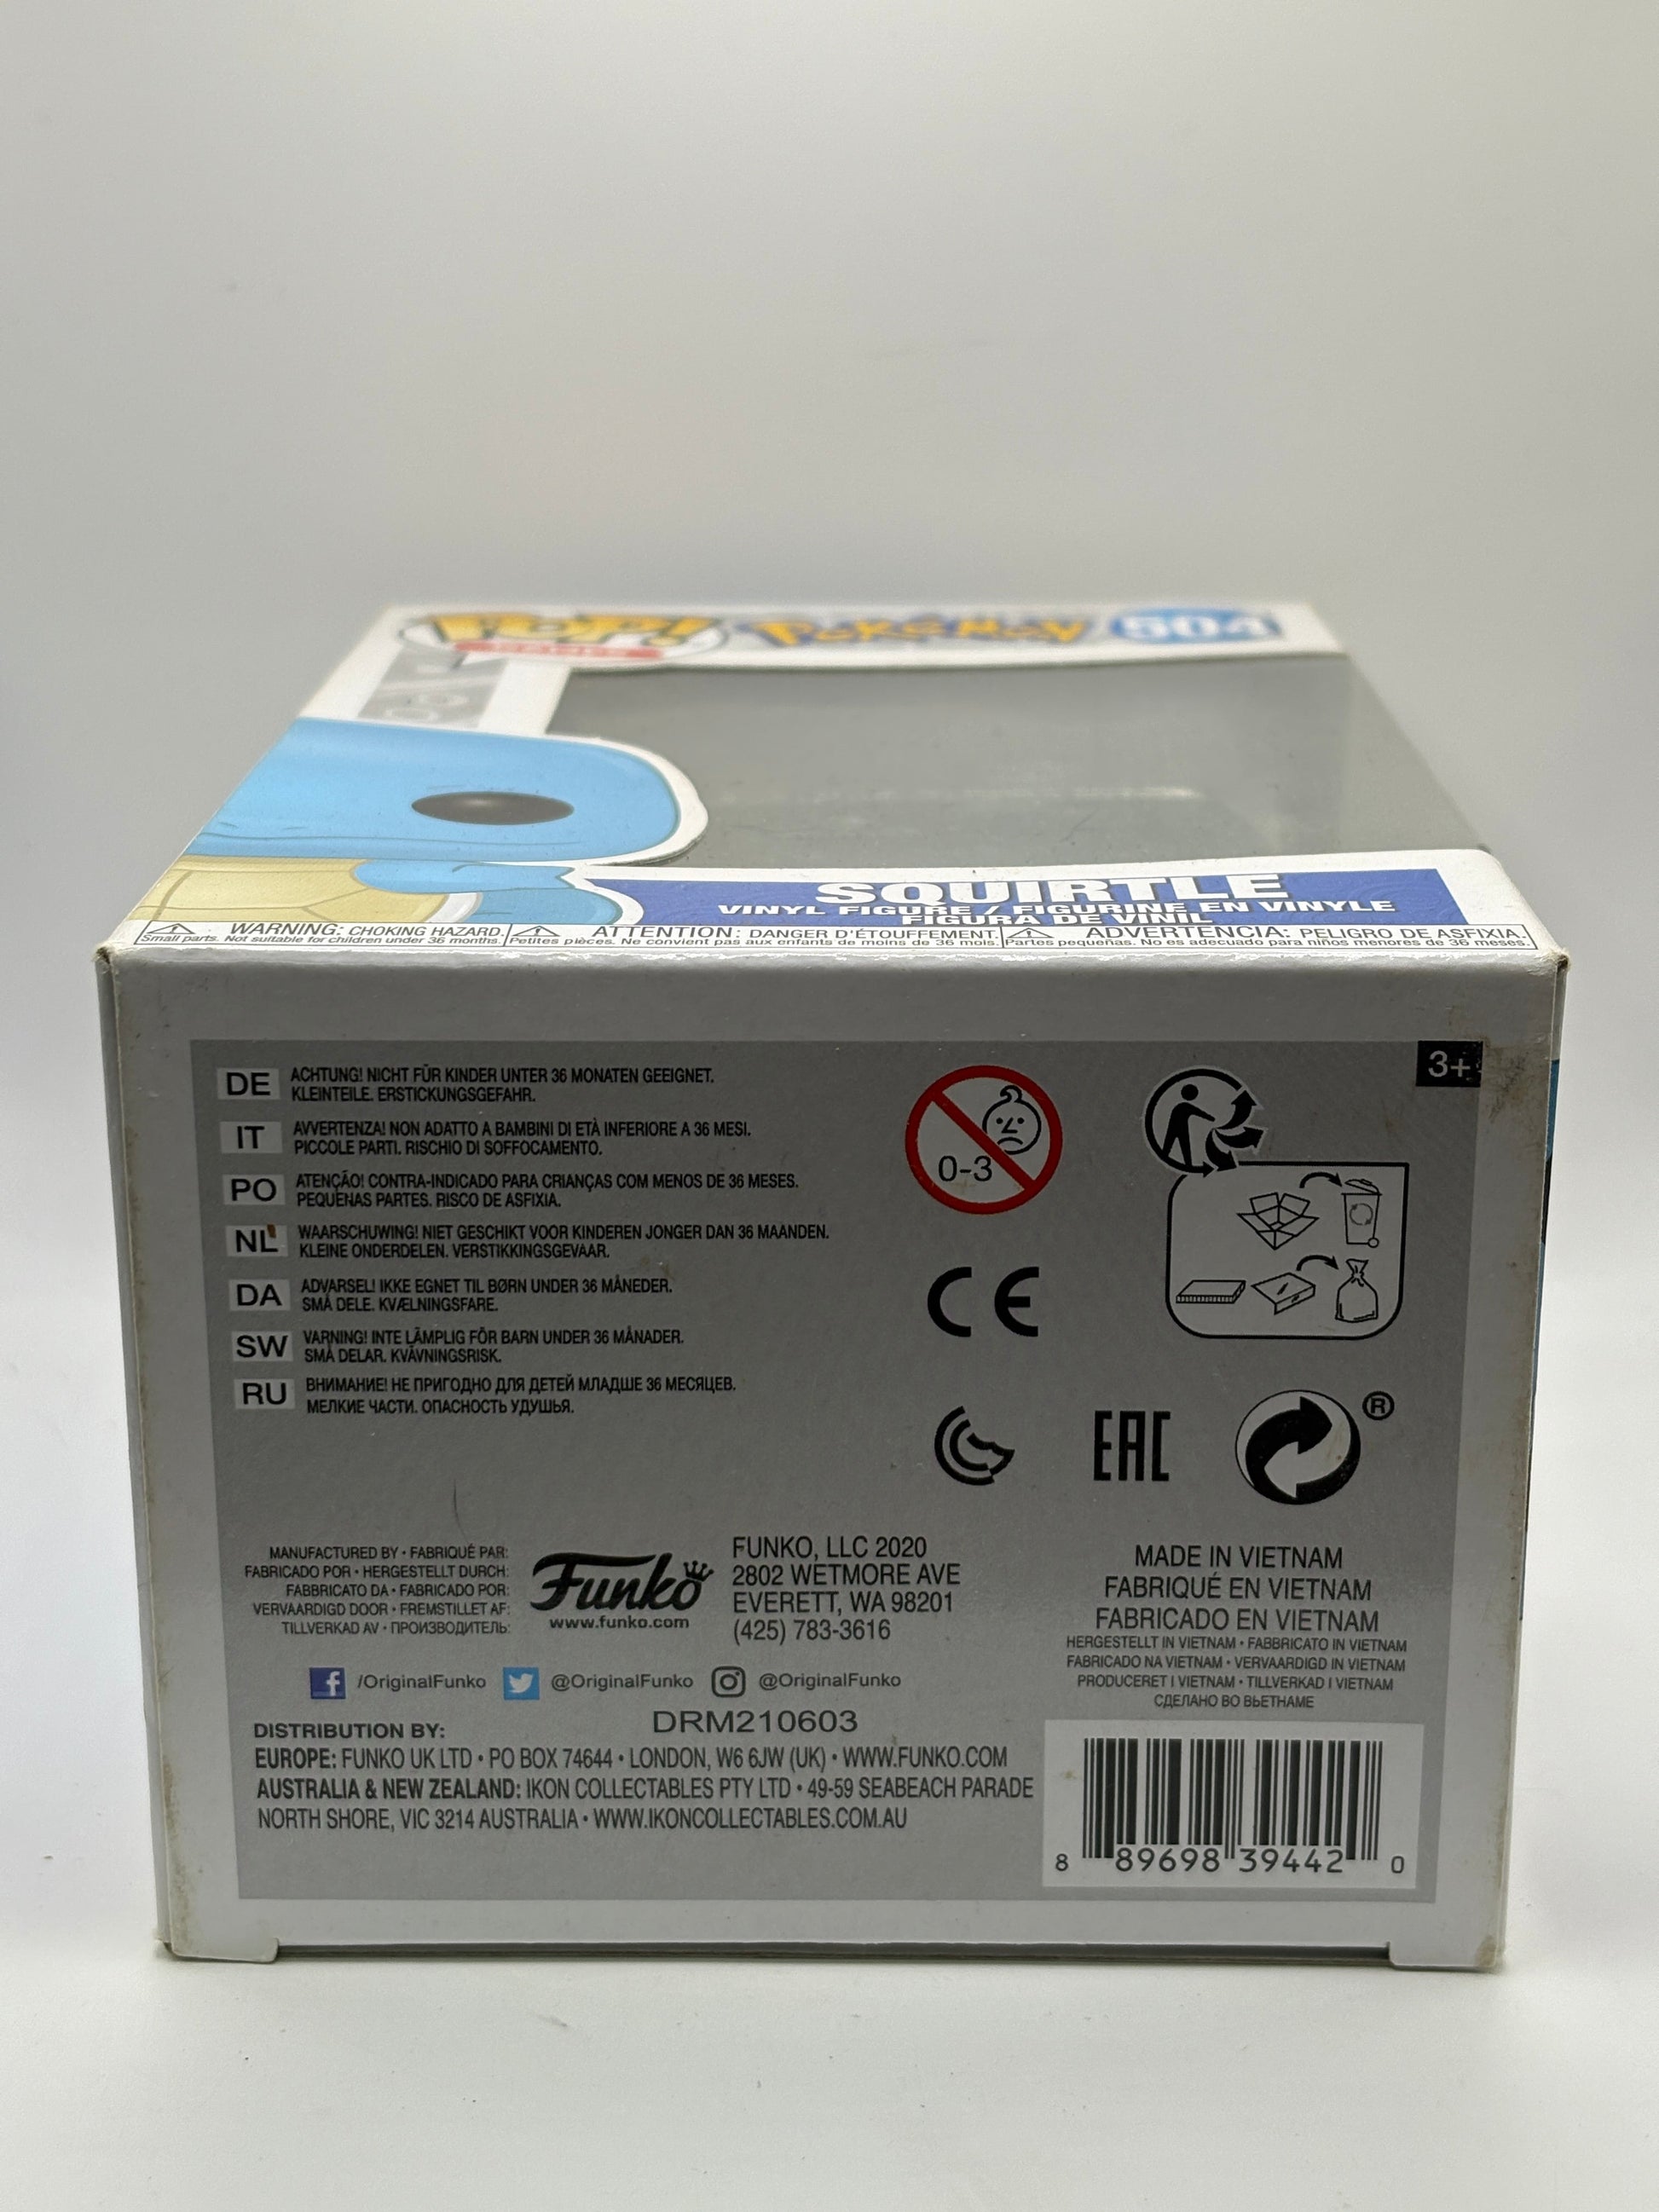 POP!
GAMES
POKéMON
504
SQUIRTLE
VINYL FIGURE / FIGURINE EN VINYLE
FIGURA DE VINIL
WARNING: CHOKING HAZARD.
Small parts. Not suitable for children under 36 months.
ATTENTION: DANGER D'ÉTOUFFEMENT.
Petites pièces. Ne convient pas aux enfants de moins de 36 mois.
ADVERTENCIA: PELIGRO DE ASFIXIA.
Partes pequeñas. No es adecuado para niños menores de 36 meses.
3+
DE ACHTUNG! NICHT FÜR KINDER UNTER 36 MONATEN GEEIGNET.
KLEINTEILE. ERSTICKUNGSGEFAHR.
IT AVVERTENZA! NON ADATTO A BAMBINI DI ETÀ INFERIORE A 36 MESI.
PICCOLE PARTI. RISCHIO DI SOFFOCAMENTO.
PO ATENÇÃO! CONTRA-INDICADO PARA CRIANÇAS COM MENOS DE 36 MESES.
PEQUENAS PARTES. RISCO DE ASFIXIA.
NL WAARSCHUWING! NIET GESCHIKT VOOR KINDEREN JONGER DAN 36 MAANDEN.
KLEINE ONDERDELEN. VERSTIKKINGSGEVAAR.
DA ADVARSEL! IKKE EGNET TIL BØRN UNDER 36 MÅNEDER.
SMÅ DELE. KVÆLNINGSFARE.
SW VARNING! INTE LÄMPLIG FÖR BARN UNDER 36 MÅNADER.
SMÅ DELAR. KVÄVNINGSRISK.
RU ВНИМАНИЕ! НЕ ПРИГОДНО ДЛЯ ДЕТЕЙ МЛАДШЕ 36 МЕСЯЦЕВ.
МЕЛКИЕ ЧАСТИ. ОПАСНОСТЬ УДУШЬЯ.
0-3
CE
EAC
®
MANUFACTURED BY • FABRIQUÉ PAR:
FABRICADO POR • HERGESTELLT DURCH:
FABBRICATO DA • FABRICADO POR:
VERVAARDIGD DOOR • FREMSTILLET AF:
TILLVERKAD AV • ПРОИЗВОДИТЕЛЬ:
Funko
www.funko.com
FUNKO, LLC 2020
2802 WETMORE AVE
EVERETT, WA 98201
(425) 783-3616
MADE IN VIETNAM
FABRIQUÉ EN VIETNAM
FABRICADO EN VIETNAM
HERGESTELLT IN VIETNAM • FABBRICATO IN VIETNAM
FABRICADO NA VIETNAM • VERVAARDIGD IN VIETNAM
PRODUCERET I VIETNAM • TILLVERKAD I VIETNAM
СДЕЛАНО ВО ВЬЕТНАМЕ
/OriginalFunko @OriginalFunko @OriginalFunko
DRM210603
DISTRIBUTION BY:
EUROPE: FUNKO UK LTD • PO BOX 74644 • LONDON, W6 6JW (UK) • WWW.FUNKO.COM
AUSTRALIA & NEW ZEALAND: IKON COLLECTABLES PTY LTD • 49-59 SEABEACH PARADE
NORTH SHORE, VIC 3214 AUSTRALIA • WWW.IKONCOLLECTABLES.COM.AU
8 89698 39442 0